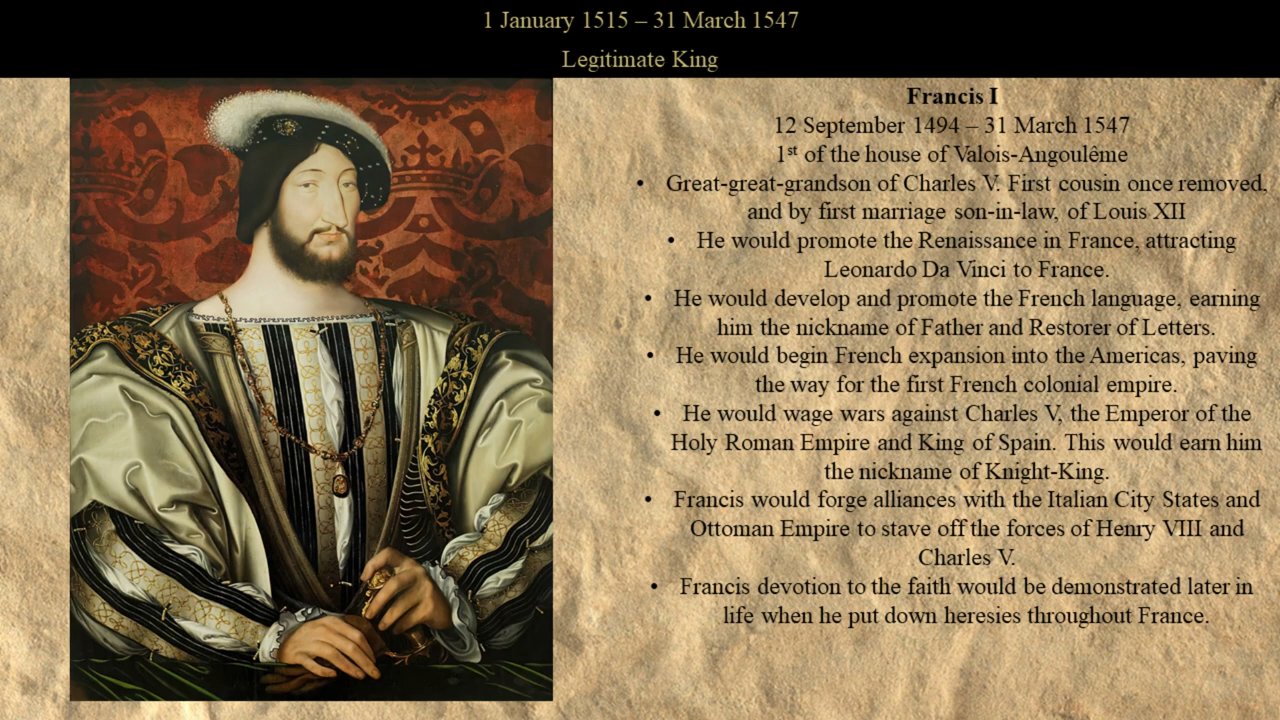 1 January 1515 – 31 March 1547
Legitimate King
Francis I
12 September 1494 – 31 March 1547
1st of the house of Valois-Angoulême
• Great-great-grandson of Charles V. First cousin once removed,
and by first marriage son-in-law, of Louis XII
• He would promote the Renaissance in France, attracting
Leonardo Da Vinci to France.
• He would develop and promote the French language, earning
him the nickname of Father and Restorer of Letters.
• He would begin French expansion into the Americas, paving
the way for the first French colonial empire.
• He would wage wars against Charles V, the Emperor of the
Holy Roman Empire and King of Spain. This would earn him
the nickname of Knight-King.
• Francis would forge alliances with the Italian City States and
Ottoman Empire to stave off the forces of Henry VIII and
Charles V.
• Francis devotion to the faith would be demonstrated later in
life when he put down heresies throughout France.